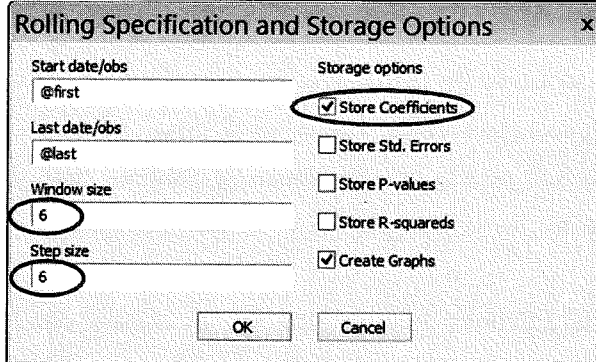 Rolling Specification and Storage Options x
Start date/obs
@first
Last date/obs
@last
Window size
6
Step size
6
Storage options
Store Coefficients
Store Std. Errors
Store P-values
Store R-squareds
Create Graphs
OK
Cancel